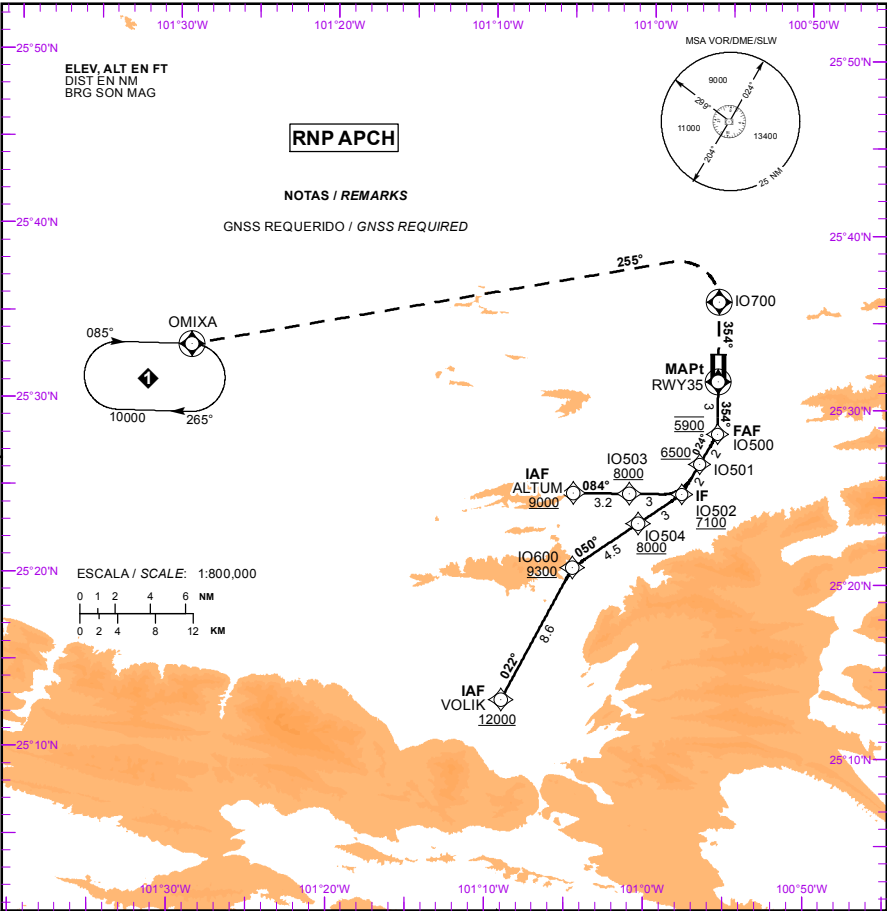 101°30'W
101°20'W
101°10'W
101°0'W
100°50'W
25°50'N
25°50'N
ELEV, ALT EN FT
DIST EN NM
BRG SON MAG
MSA VOR/DME/SLW
9000
024°
299°
11000
13400
204°
25 NM
RNP APCH
NOTAS / REMARKS
GNSS REQUERIDO / GNSS REQUIRED
25°40'N
25°40'N
255°
IO700
354°
OMIXA
085°
1
10000
265°
MAPt
RWY35
25°30'N
25°30'N
3
354°
5900
FAF
IO500
024°
2
6500
IO501
2
IAF
ALTUM
9000
084°
3.2
IO503
8000
3
IF
IO502
7100
3
IO504
8000
050°
4.5
IO600
9300
25°20'N
25°20'N
ESCALA / SCALE: 1:800,000
0 1 2 4 6 NM
0 2 4 8 12 KM
8.6
022°
IAF
VOLIK
12000
25°10'N
25°10'N
101°30'W
101°20'W
101°10'W
101°0'W
100°50'W